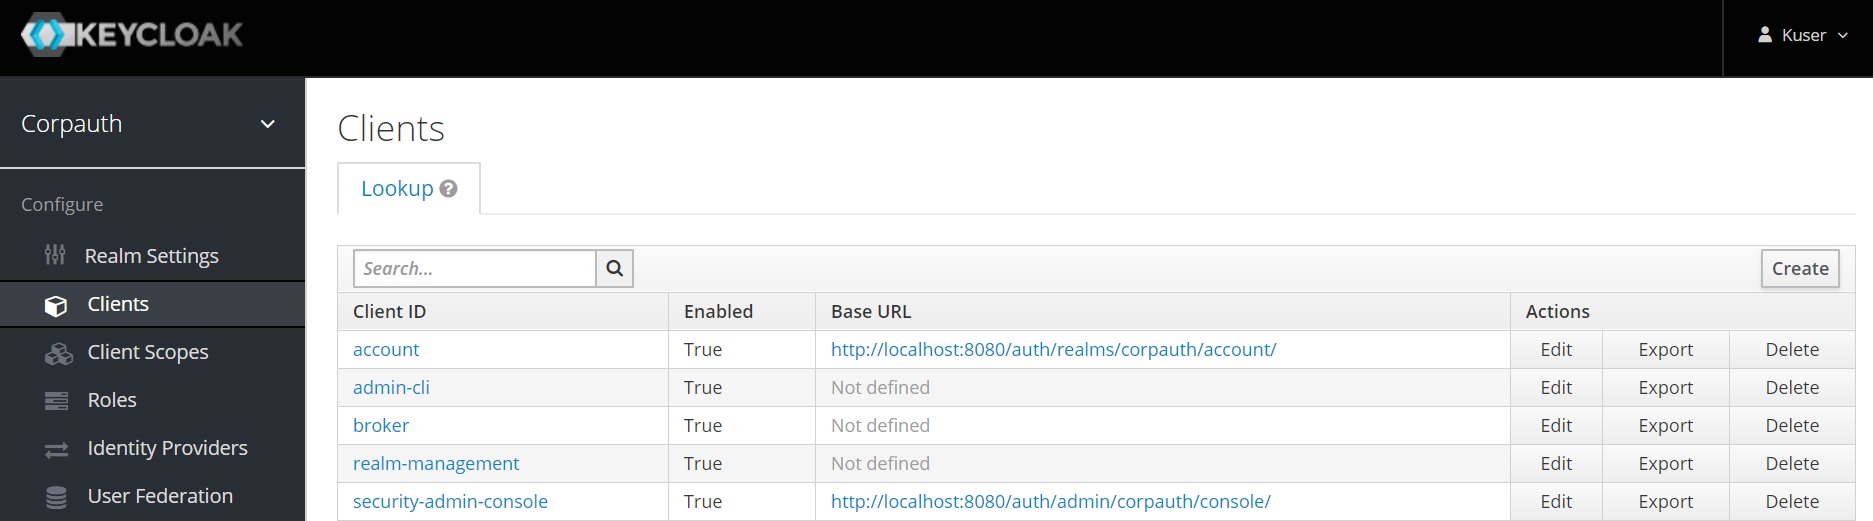 KEYCLOAK
Kuser
Corpauth
Configure
Realm Settings
Clients
Client Scopes
Roles
Identity Providers
User Federation
Clients
Lookup ?
Search...
Create
Client ID Enabled Base URL Actions
account True http://localhost:8080/auth/realms/corpauth/account/ Edit Export Delete
admin-cli True Not defined Edit Export Delete
broker True Not defined Edit Export Delete
realm-management True Not defined Edit Export Delete
security-admin-console True http://localhost:8080/auth/admin/corpauth/console/ Edit Export Delete